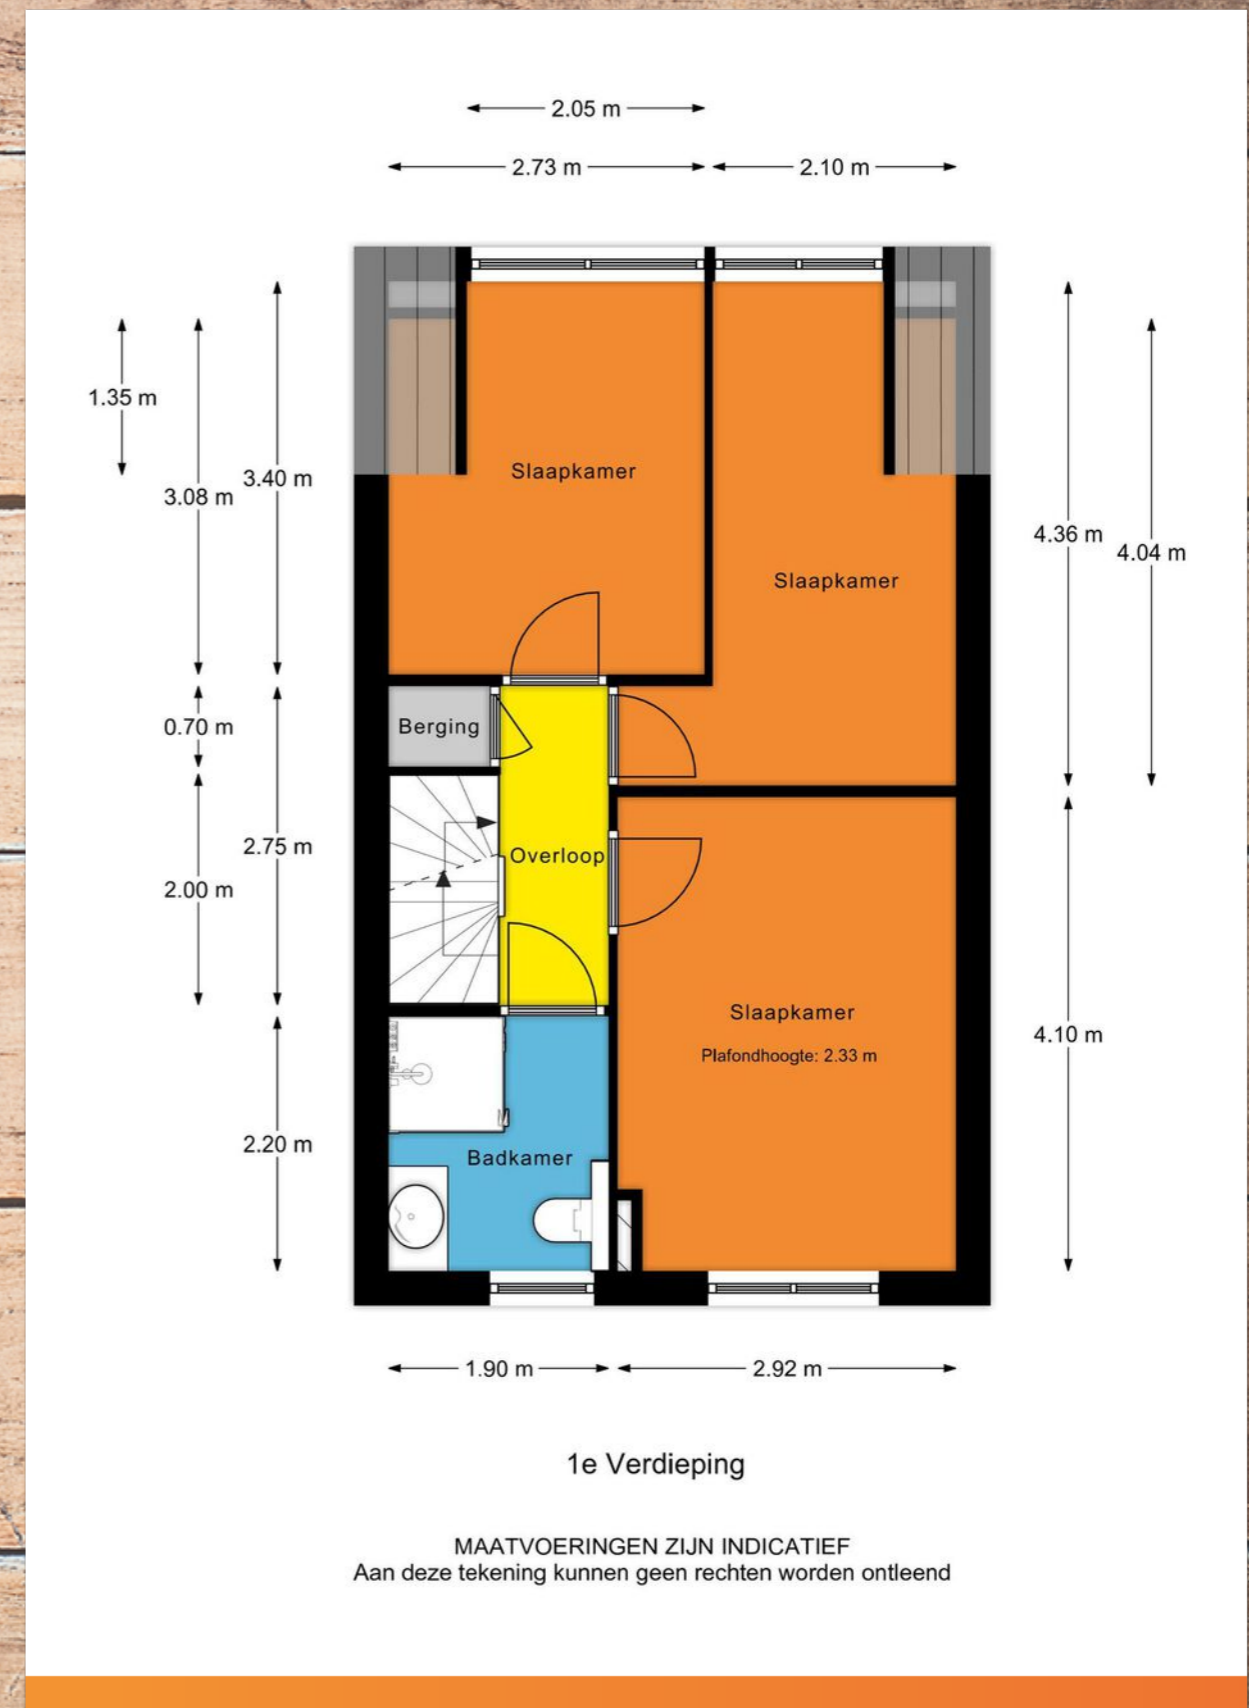 2.05 m
2.73 m
2.10 m
1.35 m
3.08 m
3.40 m
Slaapkamer
4.36 m
4.04 m
Slaapkamer
0.70 m
Berging
2.75 m
2.00 m
Overloop
Slaapkamer
Plafondhoogte: 2.33 m
4.10 m
2.20 m
Badkamer
1.90 m
2.92 m
1e Verdieping
MAATVOERINGEN ZIJN INDICATIEF
Aan deze tekening kunnen geen rechten worden ontleend